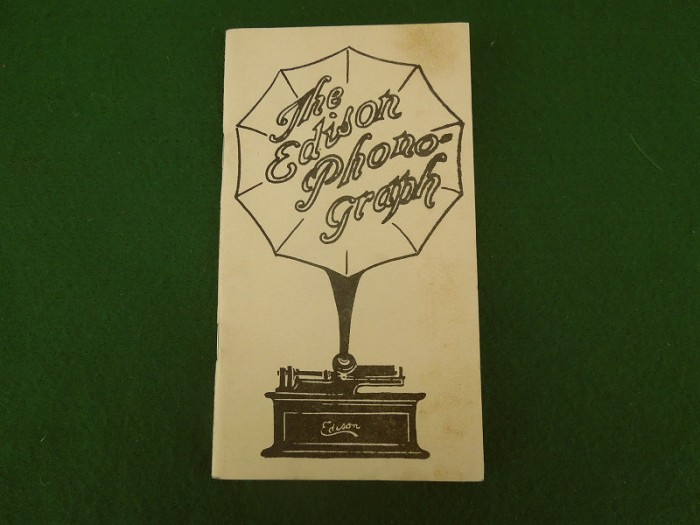 The
Edison
Phono-
graph
Edison